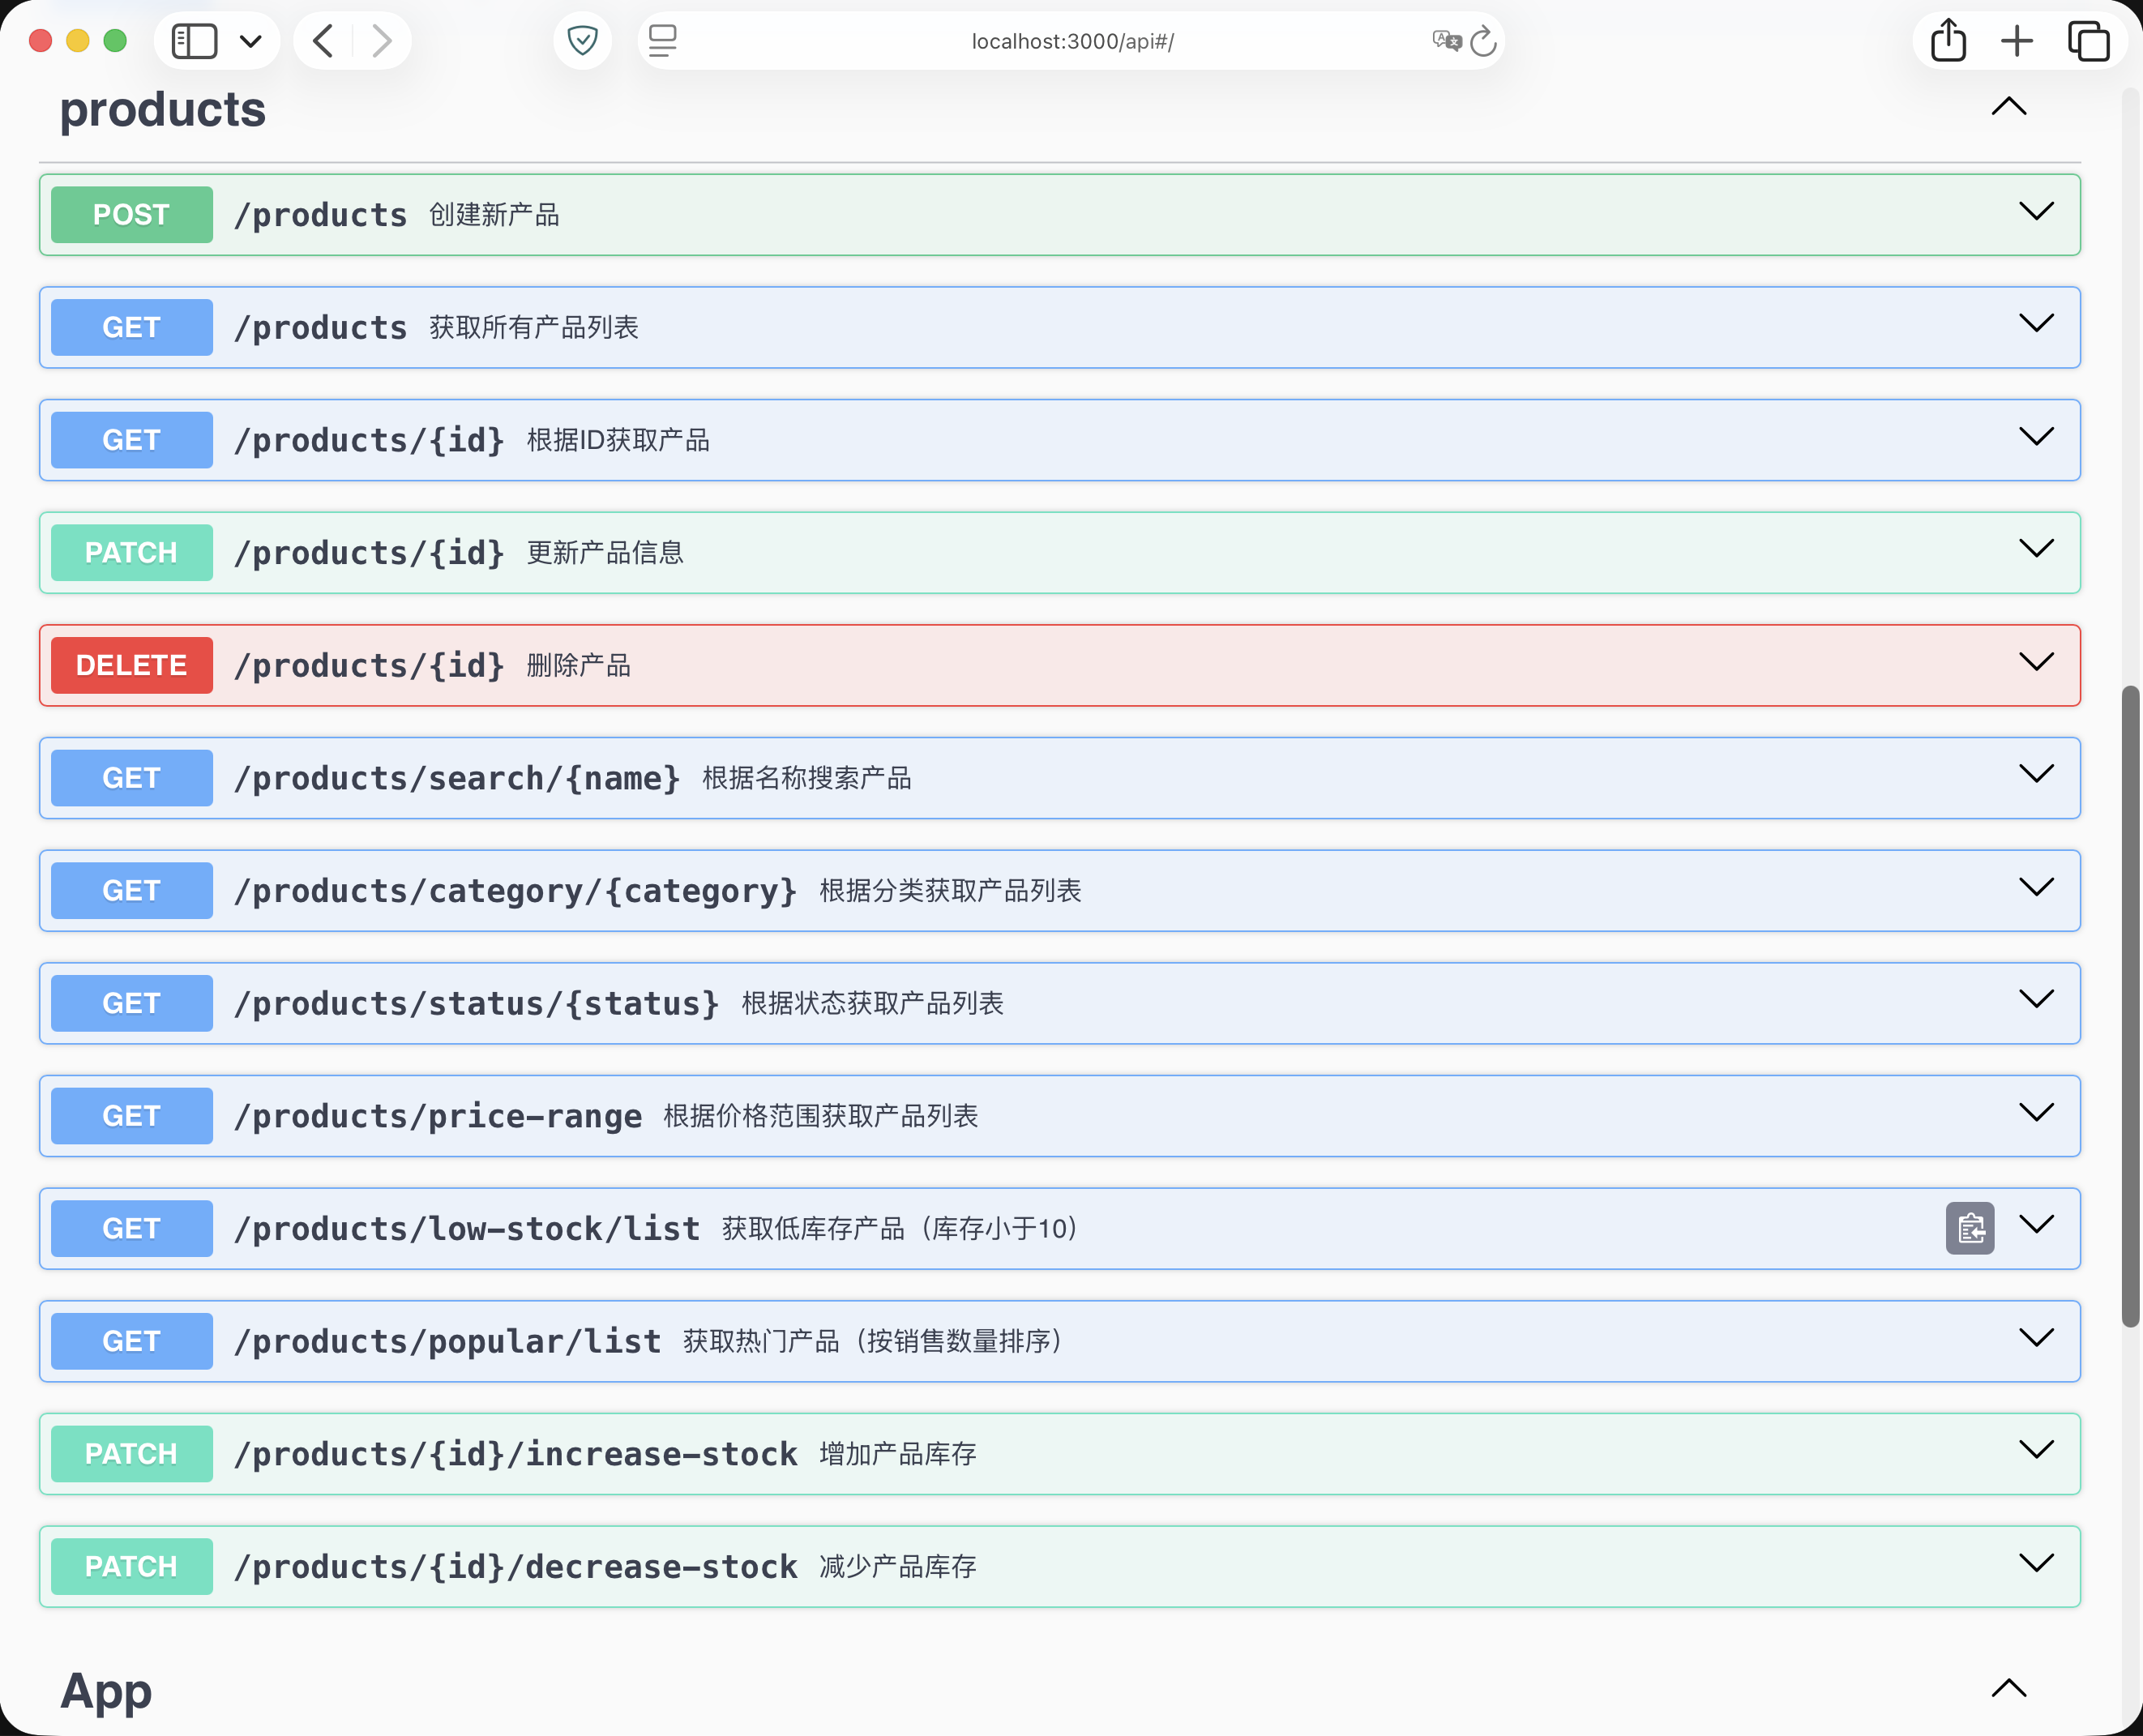 localhost:3000/api#/
products
POST /products 创建新产品
GET /products 获取所有产品列表
GET /products/{id} 根据ID获取产品
PATCH /products/{id} 更新产品信息
DELETE /products/{id} 删除产品
GET /products/search/{name} 根据名称搜索产品
GET /products/category/{category} 根据分类获取产品列表
GET /products/status/{status} 根据状态获取产品列表
GET /products/price-range 根据价格范围获取产品列表
GET /products/low-stock/list 获取低库存产品（库存小于10）
GET /products/popular/list 获取热门产品（按销售数量排序）
PATCH /products/{id}/increase-stock 增加产品库存
PATCH /products/{id}/decrease-stock 减少产品库存
App